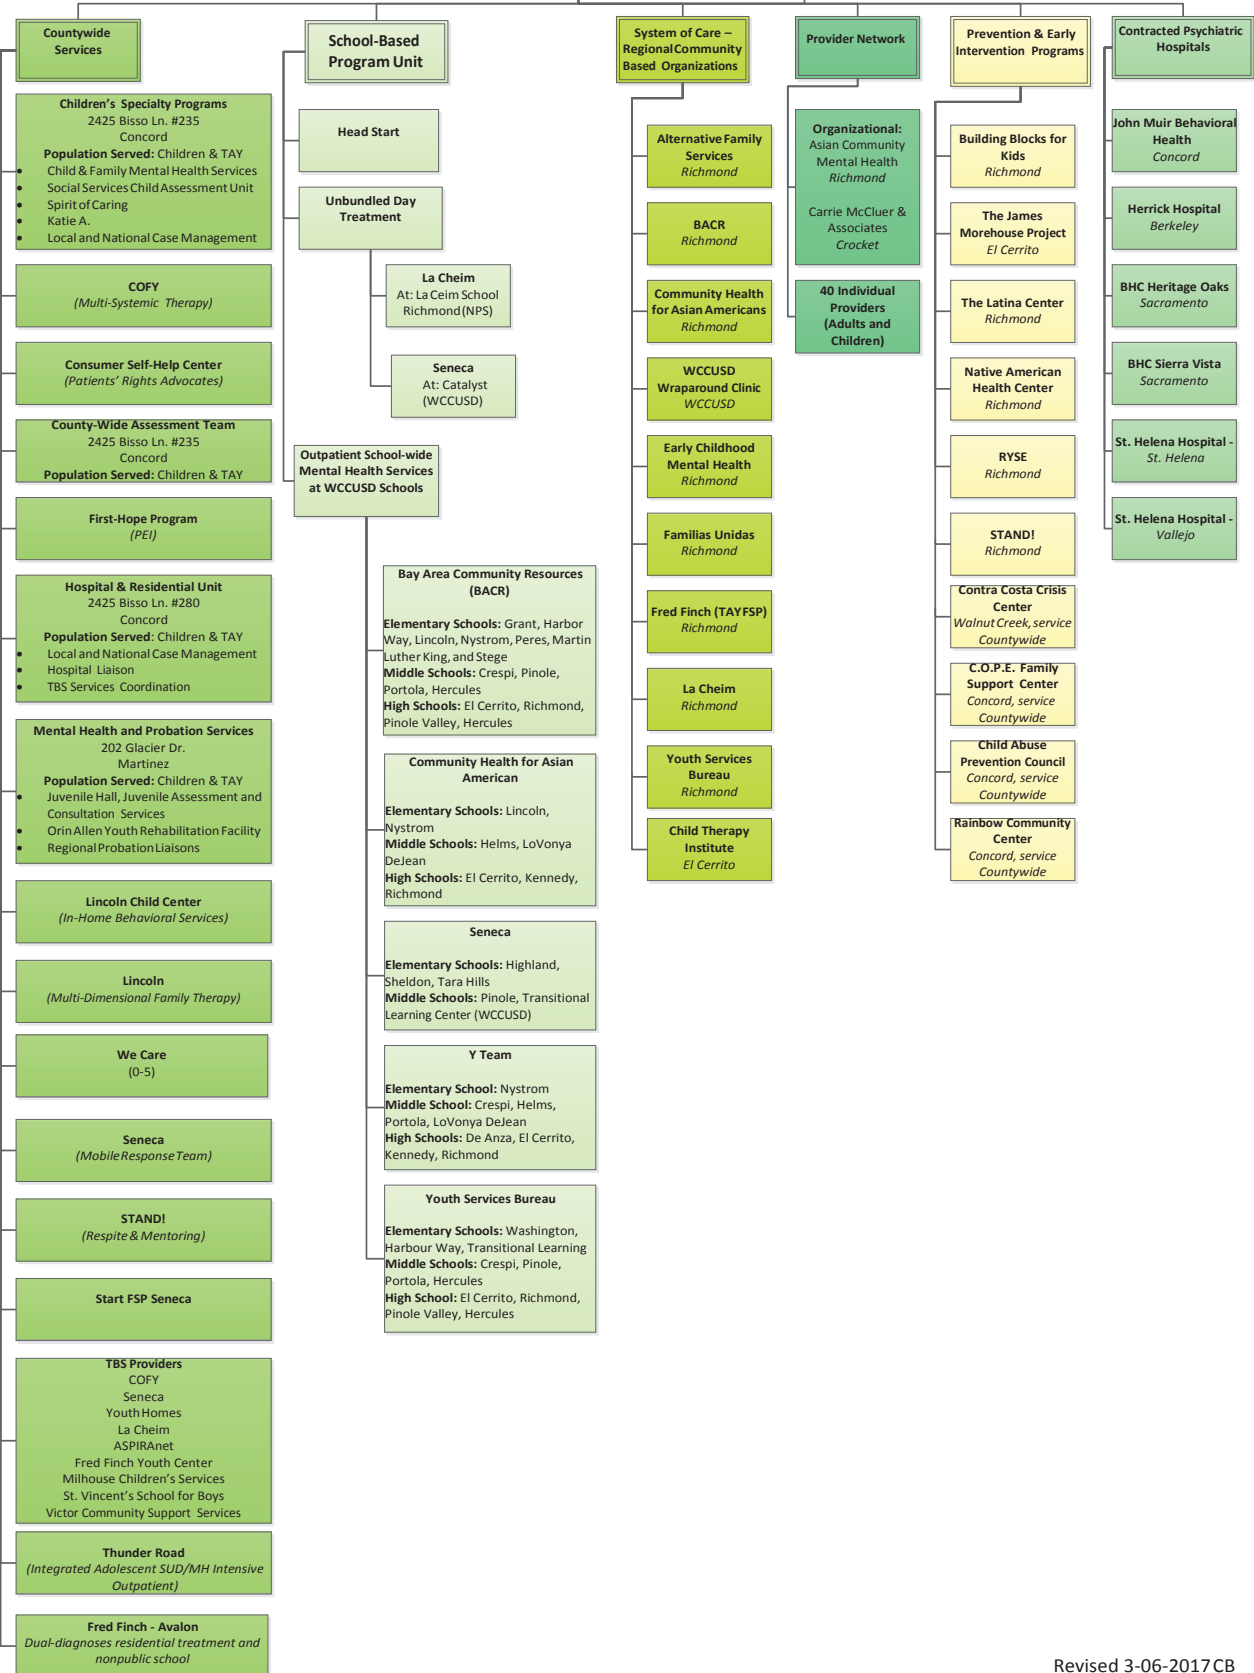 Countywide
Services
Children's Specialty Programs
2425 Bisso Ln. #235
Concord
Population Served: Children & TAY
• Child & Family Mental Health Services
• Social Services Child Assessment Unit
• Spirit of Caring
• Katie A.
• Local and National Case Management
COFY
(Multi-Systemic Therapy)
Consumer Self-Help Center
(Patients' Rights Advocates)
County-Wide Assessment Team
2425 Bisso Ln. #235
Concord
Population Served: Children & TAY
First-Hope Program
(PEI)
Hospital & Residential Unit
2425 Bisso Ln. #280
Concord
Population Served: Children & TAY
• Local and National Case Management
• Hospital Liaison
• TBS Services Coordination
Mental Health and Probation Services
202 Glacier Dr.
Martinez
Population Served: Children & TAY
• Juvenile Hall, Juvenile Assessment and
Consultation Services
• Orin Allen Youth Rehabilitation Facility
• Regional Probation Liaisons
Lincoln Child Center
(In-Home Behavioral Services)
Lincoln
(Multi-Dimensional Family Therapy)
We Care
(0-5)
Seneca
(Mobile Response Team)
STAND!
(Respite & Mentoring)
Start FSP Seneca
TBS Providers
COFY
Seneca
Youth Homes
La Cheim
ASPIRAnet
Fred Finch Youth Center
Milhouse Children's Services
St. Vincent's School for Boys
Victor Community Support Services
Thunder Road
(Integrated Adolescent SUD/MH Intensive
Outpatient)
Fred Finch - Avalon
Dual-diagnoses residential treatment and
nonpublic school
School-Based
Program Unit
Head Start
Unbundled Day
Treatment
La Cheim
At: La Ceim School
Richmond (NPS)
Seneca
At: Catalyst
(WCCUSD)
Outpatient School-wide
Mental Health Services
at WCCUSD Schools
Bay Area Community Resources
(BACR)
Elementary Schools: Grant, Harbor
Way, Lincoln, Nystrom, Peres, Martin
Luther King, and Stege
Middle Schools: Crespi, Pinole,
Portola, Hercules
High Schools: El Cerrito, Richmond,
Pinole Valley, Hercules
Community Health for Asian
American
Elementary Schools: Lincoln,
Nystrom
Middle Schools: Helms, LoVonya
DeJean
High Schools: El Cerrito, Kennedy,
Richmond
Seneca
Elementary Schools: Highland,
Sheldon, Tara Hills
Middle Schools: Pinole, Transitional
Learning Center (WCCUSD)
Y Team
Elementary School: Nystrom
Middle School: Crespi, Helms,
Portola, LoVonya DeJean
High Schools: De Anza, El Cerrito,
Kennedy, Richmond
Youth Services Bureau
Elementary Schools: Washington,
Harbour Way, Transitional Learning
Middle Schools: Crespi, Pinole,
Portola, Hercules
High School: El Cerrito, Richmond,
Pinole Valley, Hercules
System of Care –
Regional Community
Based Organizations
Alternative Family
Services
Richmond
BACR
Richmond
Community Health
for Asian Americans
Richmond
WCCUSD
Wraparound Clinic
WCCUSD
Early Childhood
Mental Health
Richmond
Familias Unidas
Richmond
Fred Finch (TAY FSP)
Richmond
La Cheim
Richmond
Youth Services
Bureau
Richmond
Child Therapy
Institute
El Cerrito
Provider Network
Organizational:
Asian Community
Mental Health
Richmond
Carrie McCluer &
Associates
Crocket
40 Individual
Providers
(Adults and
Children)
Prevention & Early
Intervention Programs
Building Blocks for
Kids
Richmond
The James
Morehouse Project
El Cerrito
The Latina Center
Richmond
Native American
Health Center
Richmond
RYSE
Richmond
STAND!
Richmond
Contra Costa Crisis
Center
Walnut Creek, service
Countywide
C.O.P.E. Family
Support Center
Concord, service
Countywide
Child Abuse
Prevention Council
Concord, service
Countywide
Rainbow Community
Center
Concord, service
Countywide
Contracted Psychiatric
Hospitals
John Muir Behavioral
Health
Concord
Herrick Hospital
Berkeley
BHC Heritage Oaks
Sacramento
BHC Sierra Vista
Sacramento
St. Helena Hospital -
St. Helena
St. Helena Hospital -
Vallejo
Revised 3-06-2017 CB